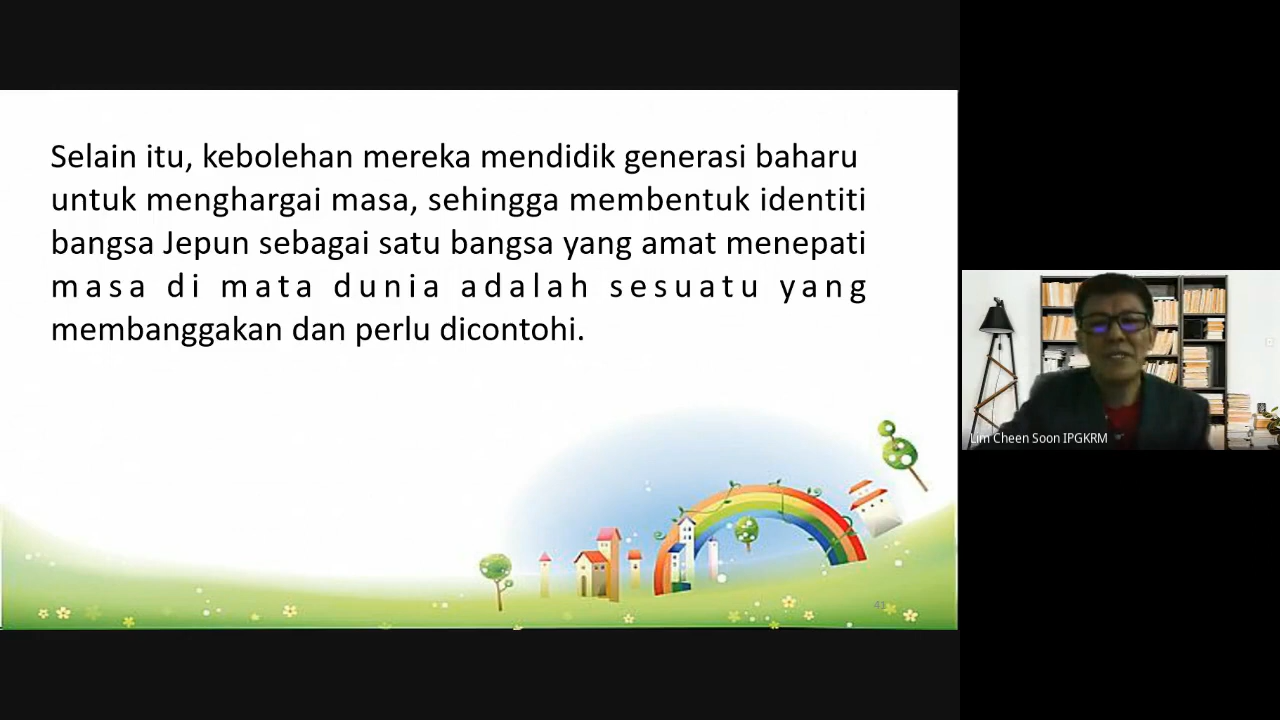 Selain itu, kebolehan mereka mendidik generasi baharu
untuk menghargai masa, sehingga membentuk identiti
bangsa Jepun sebagai satu bangsa yang amat menepati
masa di mata dunia adalah sesuatu yang
membanggakan dan perlu dicontohi.
Lim Cheen Soon IPGKRM